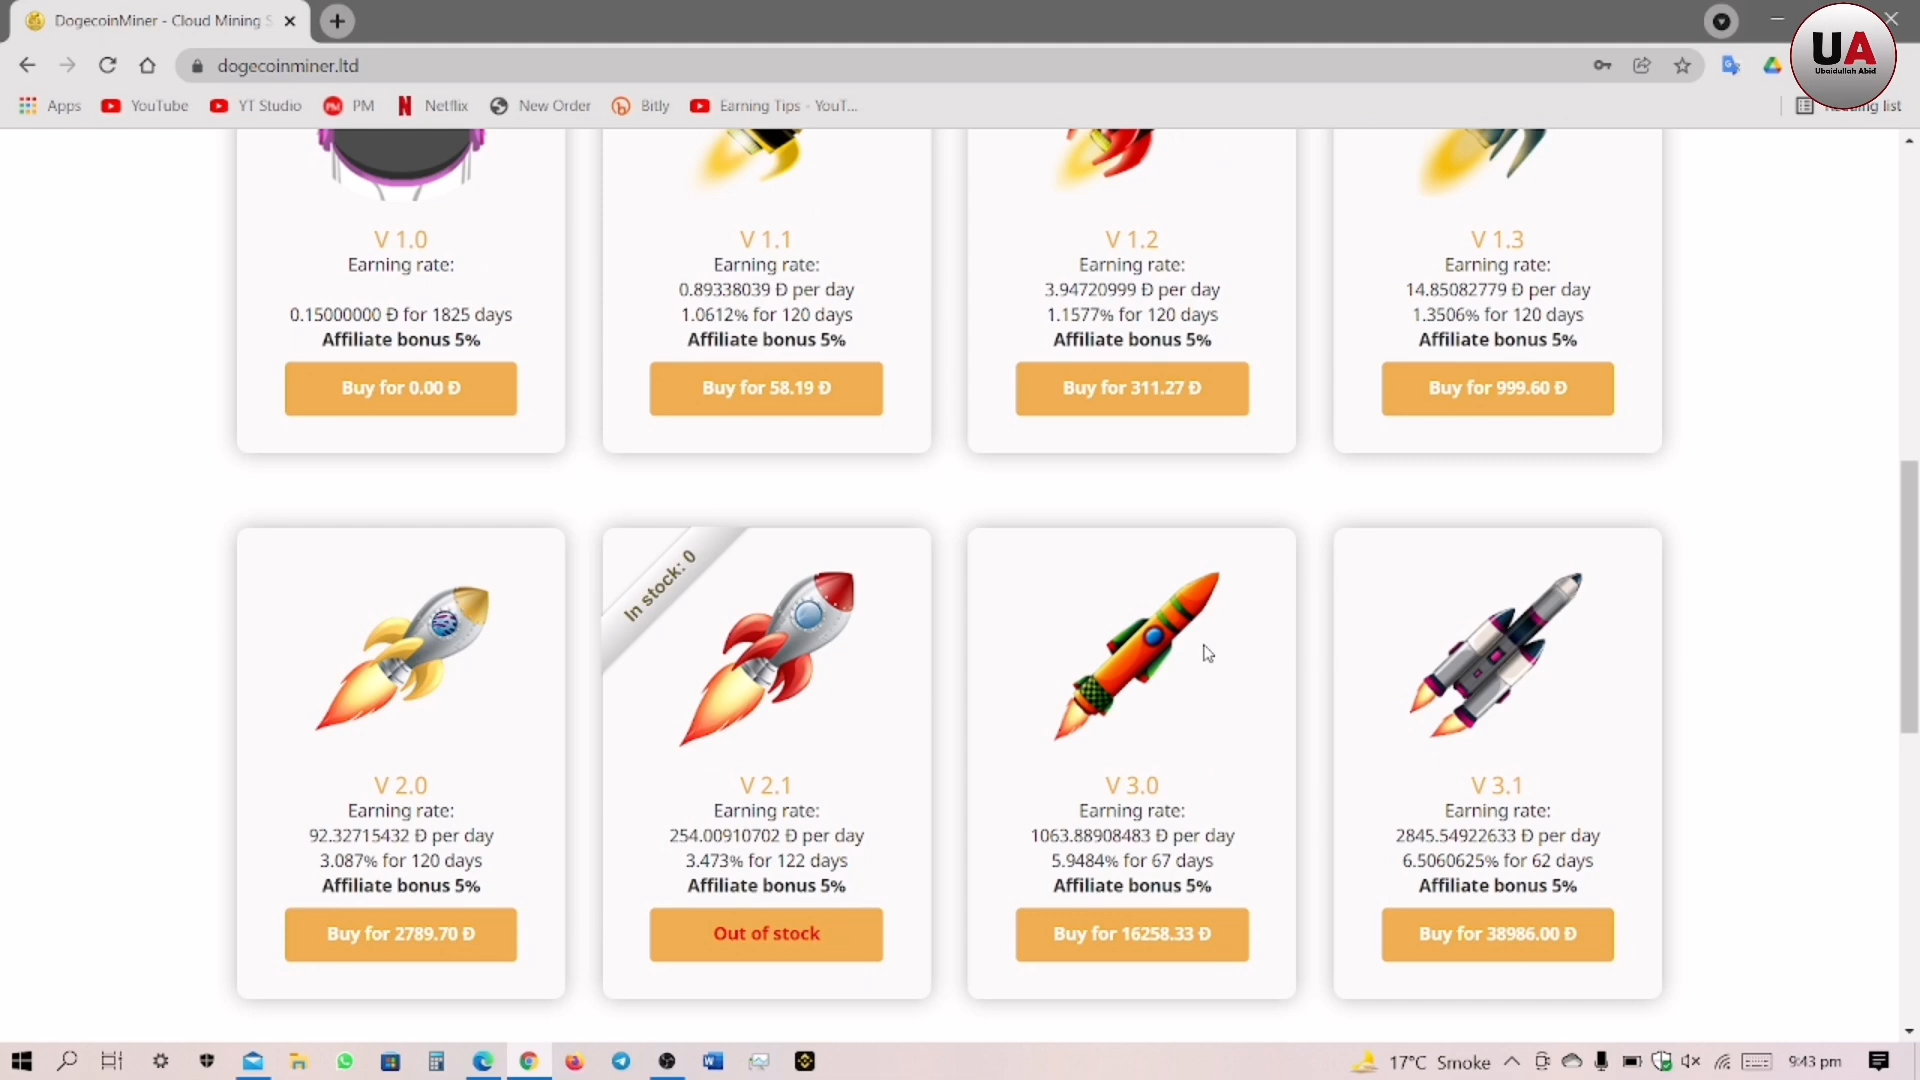 DogecoinMiner - Cloud Mining S
UA
Ubaidullah Abid
dogecoinminer.ltd
Apps
YouTube
YT Studio
PM
Netflix
New Order
Bitly
Earning Tips - YouT...
list
V 1.0
Earning rate:
0.15000000 Đ for 1825 days
Affiliate bonus 5%
Buy for 0.00 Đ
V 1.1
Earning rate:
0.89338039 Đ per day
1.0612% for 120 days
Affiliate bonus 5%
Buy for 58.19 Đ
V 1.2
Earning rate:
3.94720999 Đ per day
1.1577% for 120 days
Affiliate bonus 5%
Buy for 311.27 Đ
V 1.3
Earning rate:
14.85082779 Đ per day
1.3506% for 120 days
Affiliate bonus 5%
Buy for 999.60 Đ
V 2.0
Earning rate:
92.32715432 Đ per day
3.087% for 120 days
Affiliate bonus 5%
Buy for 2789.70 Đ
In stock: 0
V 2.1
Earning rate:
254.00910702 Đ per day
3.473% for 122 days
Affiliate bonus 5%
Out of stock
V 3.0
Earning rate:
1063.88908483 Đ per day
5.9484% for 67 days
Affiliate bonus 5%
Buy for 16258.33 Đ
V 3.1
Earning rate:
2845.54922633 Đ per day
6.5060625% for 62 days
Affiliate bonus 5%
Buy for 38986.00 Đ
17°C Smoke
9:43 pm